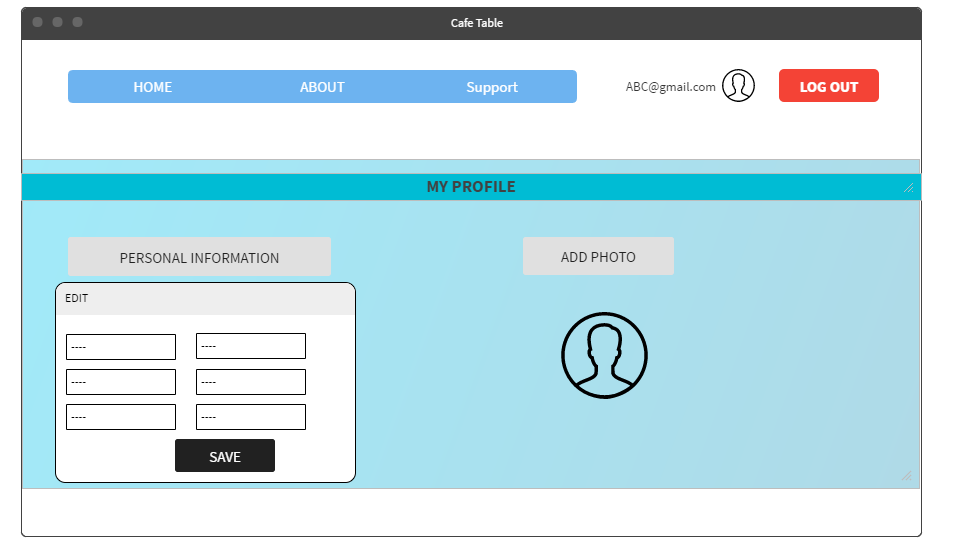 Cafe Table
HOME ABOUT Support ABC@gmail.com LOG OUT
MY PROFILE
PERSONAL INFORMATION ADD PHOTO
EDIT
---- ----
---- ----
---- ----
SAVE